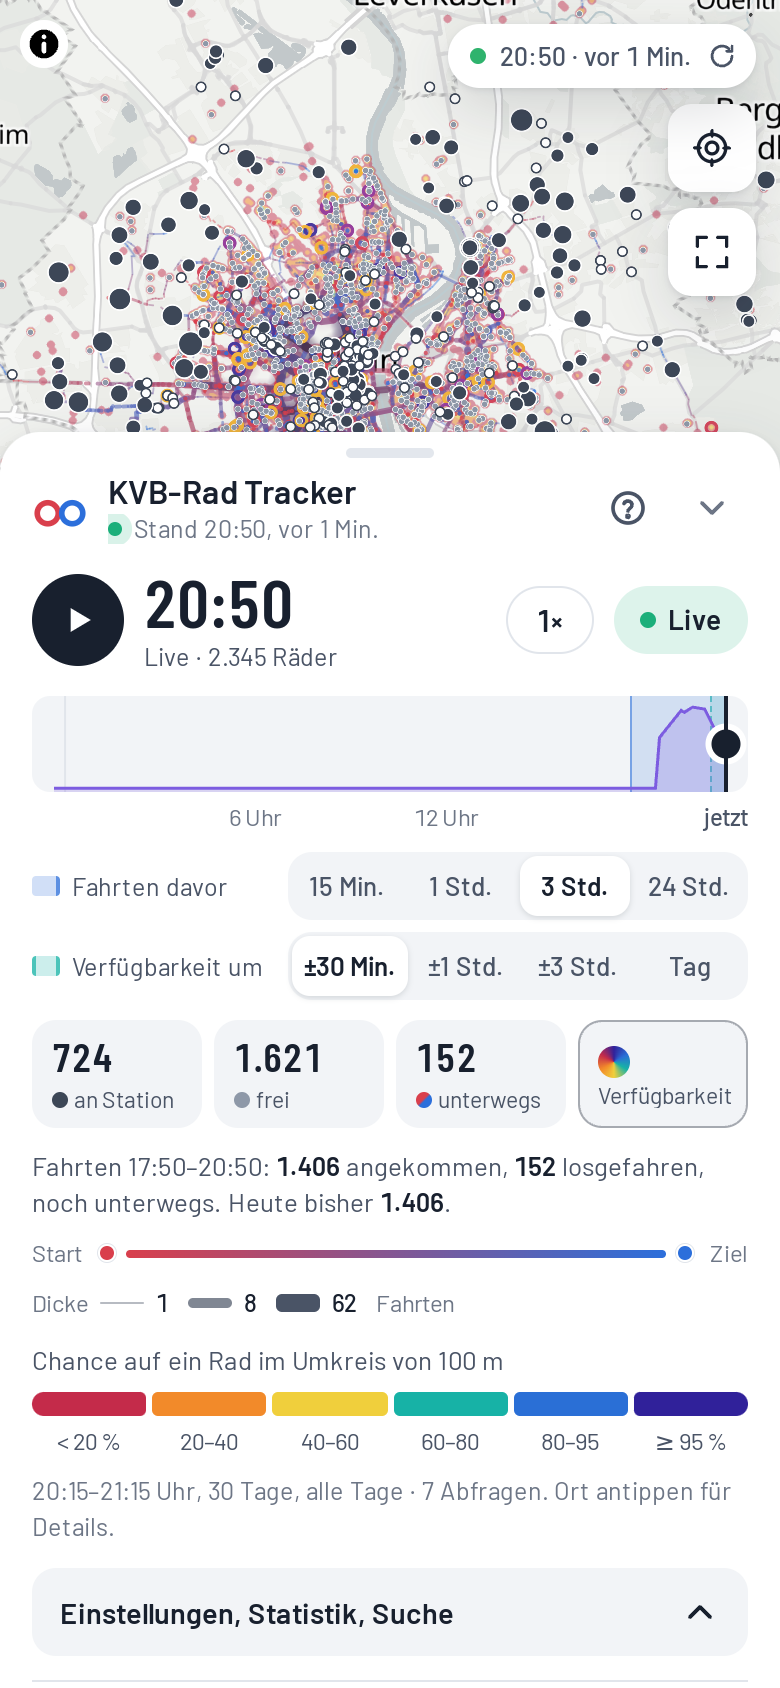 Leverkusen
20:50 · vor 1 Min.
im
KVB-Rad Tracker
Stand 20:50, vor 1 Min.
20:50
Live · 2.345 Räder
1×
Live
6 Uhr
12 Uhr
jetzt
Fahrten davor
15 Min.
1 Std.
3 Std.
24 Std.
Verfügbarkeit um
±30 Min.
±1 Std.
±3 Std.
Tag
724
an Station
1.621
frei
152
unterwegs
Verfügbarkeit
Fahrten 17:50–20:50: 1.406 angekommen, 152 losgefahren,
noch unterwegs. Heute bisher 1.406.
Start
Ziel
Dicke
1
8
62
Fahrten
Chance auf ein Rad im Umkreis von 100 m
< 20 %
20–40
40–60
60–80
80–95
≥ 95 %
20:15–21:15 Uhr, 30 Tage, alle Tage · 7 Abfragen. Ort antippen für
Details.
Einstellungen, Statistik, Suche